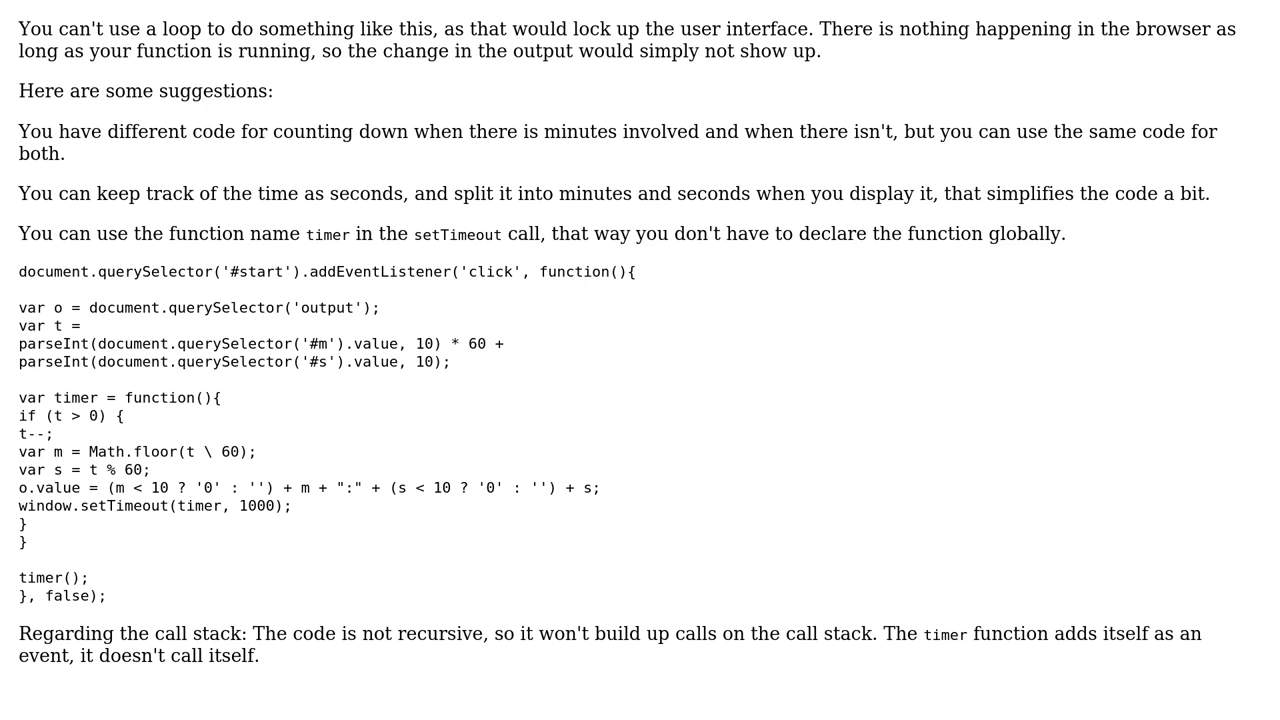 You can't use a loop to do something like this, as that would lock up the user interface. There is nothing happening in the browser as
long as your function is running, so the change in the output would simply not show up.
Here are some suggestions:
You have different code for counting down when there is minutes involved and when there isn't, but you can use the same code for
both.
You can keep track of the time as seconds, and split it into minutes and seconds when you display it, that simplifies the code a bit.
You can use the function name timer in the setTimeout call, that way you don't have to declare the function globally.
document.querySelector('#start').addEventListener('click', function(){
var o = document.querySelector('output');
var t =
parseInt(document.querySelector('#m').value, 10) * 60 +
parseInt(document.querySelector('#s').value, 10);
var timer = function(){
if (t > 0) {
t--;
var m = Math.floor(t \ 60);
var s = t % 60;
o.value = (m < 10 ? '0' : '') + m + ":" + (s < 10 ? '0' : '') + s;
window.setTimeout(timer, 1000);
}
}
timer();
}, false);
Regarding the call stack: The code is not recursive, so it won't build up calls on the call stack. The timer function adds itself as an
event, it doesn't call itself.